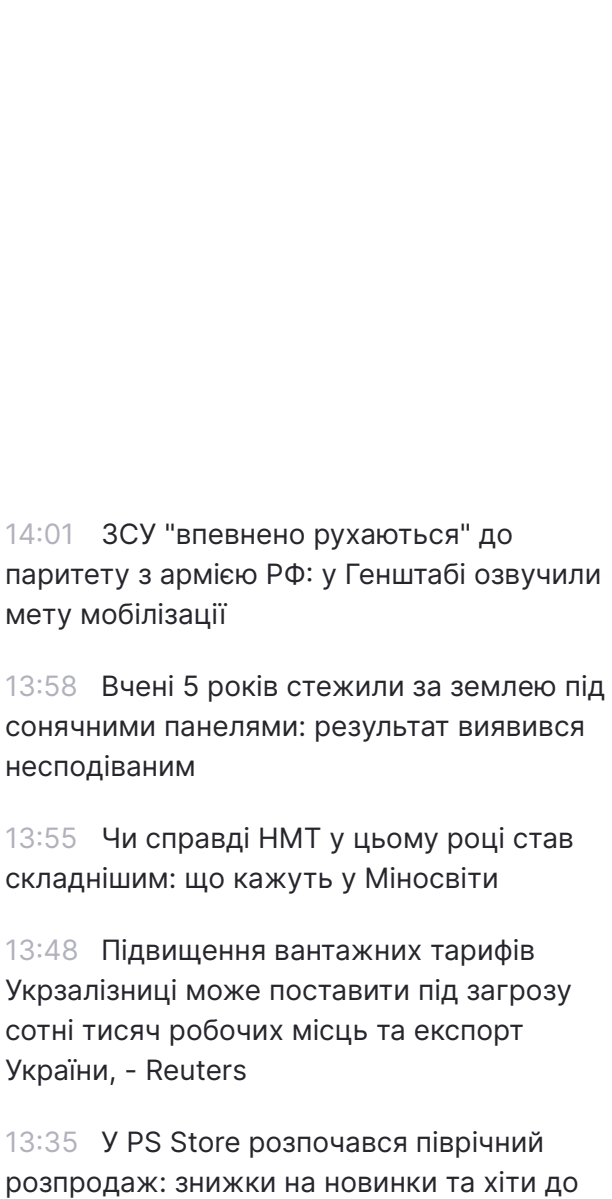 14:01 ЗСУ "впевнено рухаються" до
паритету з армією РФ: у Генштабі озвучили
мету мобілізації
13:58 Вчені 5 років стежили за землею під
сонячними панелями: результат виявився
несподіваним
13:55 Чи справді НМТ у цьому році став
складнішим: що кажуть у Міносвіти
13:48 Підвищення вантажних тарифів
Укрзалізниці може поставити під загрозу
сотні тисяч робочих місць та експорт
України, - Reuters
13:35 У PS Store розпочався піврічний
розпродаж: знижки на новинки та хіти до